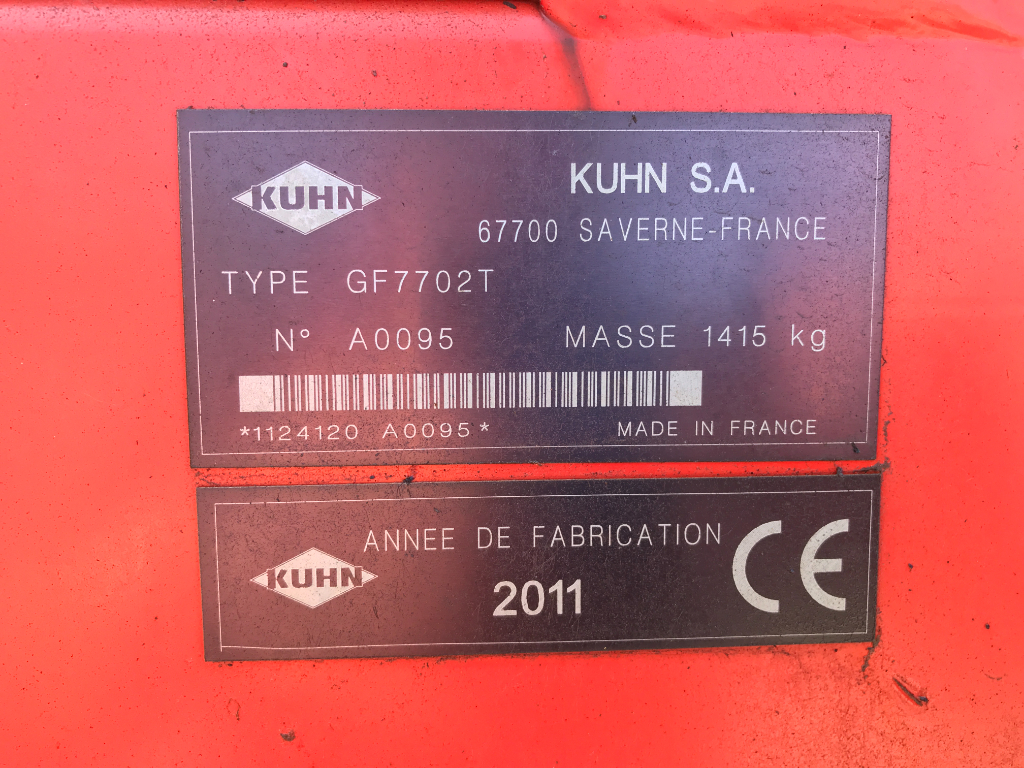 KUHN
KUHN S.A.
67700 SAVERNE-FRANCE
TYPE GF7702T
N° A0095 MASSE 1415 kg
*1124120 A0095* MADE IN FRANCE
KUHN
ANNEE DE FABRICATION
2011
CE